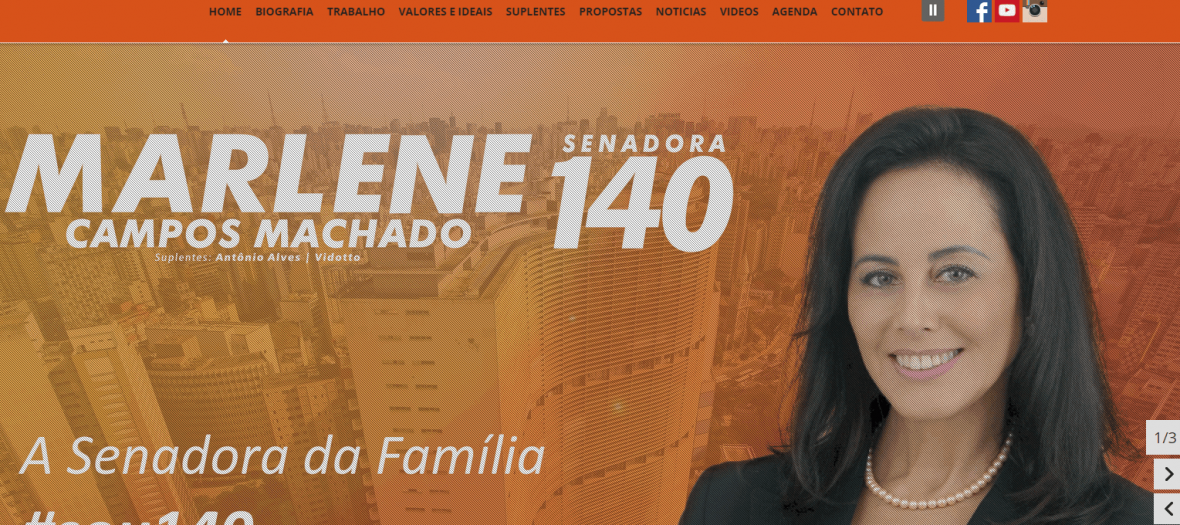 HOME BIOGRAFIA TRABALHO VALORES E IDEAIS SUPLENTES PROPOSTAS NOTICIAS VIDEOS AGENDA CONTATO
MARLENE
CAMPOS MACHADO
Suplentes: Antônio Alves | Vidotto
SENADORA
140
A Senadora da Família
#sou140
1/3